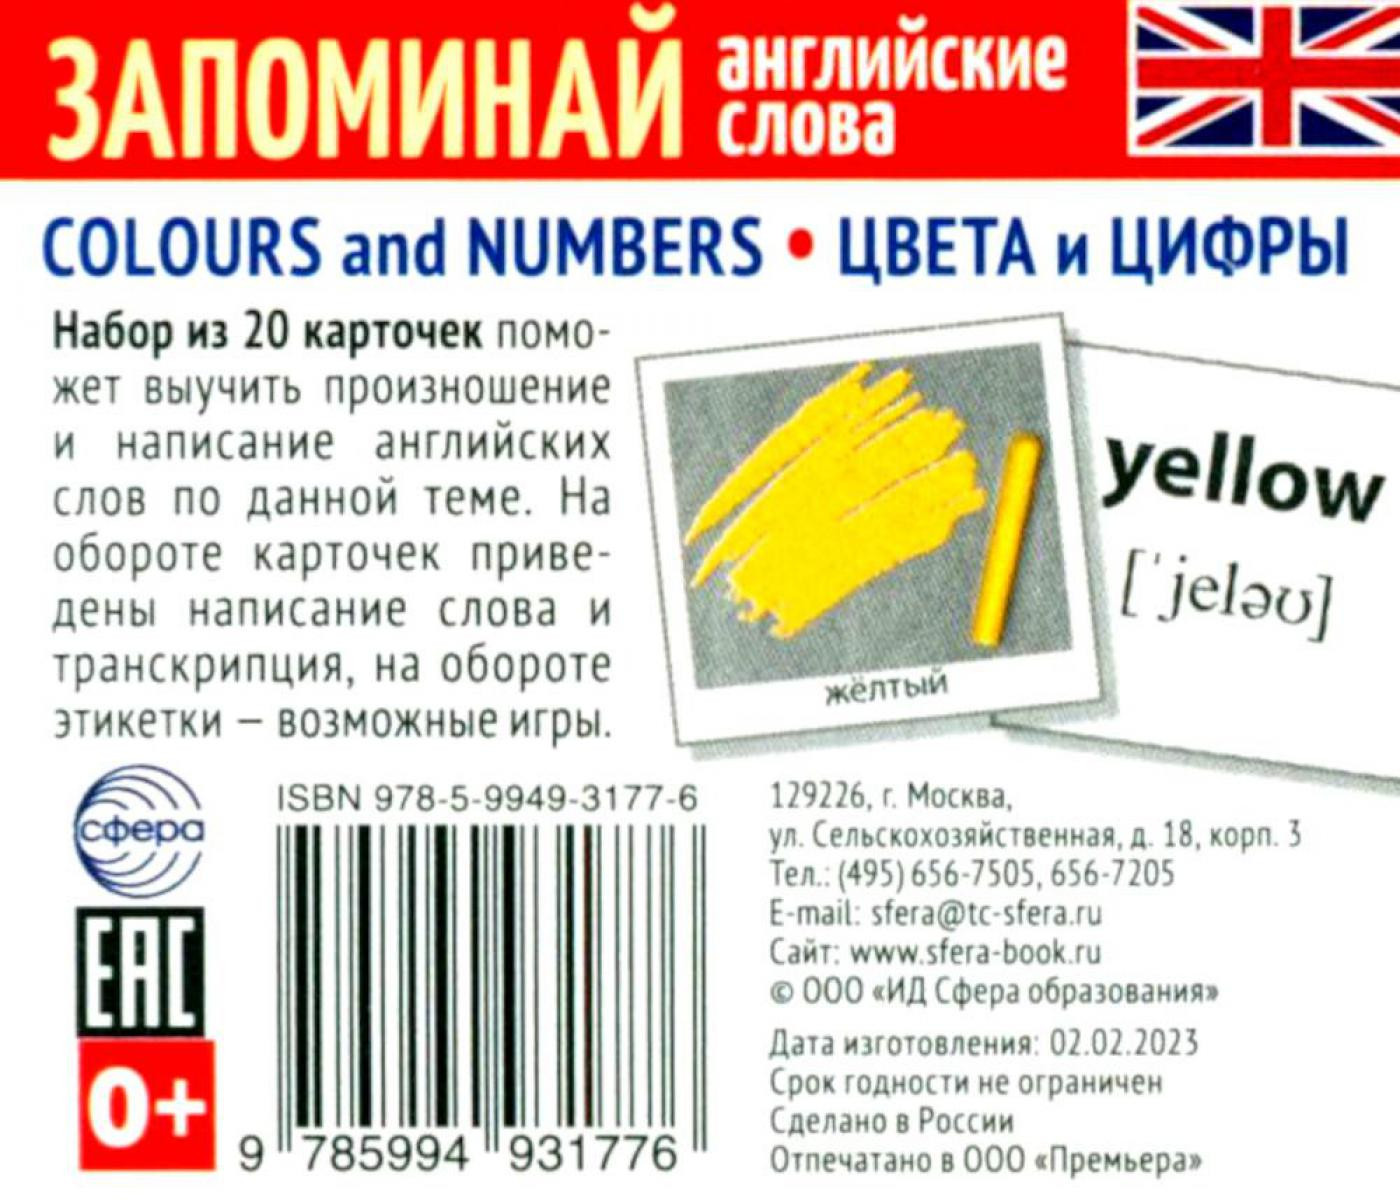 ЗАПОМИНАЙ английские слова
COLOURS and NUMBERS • ЦВЕТА и ЦИФРЫ
Набор из 20 карточек помо-
жет выучить произношение
и написание английских
слов по данной теме. На
обороте карточек приве-
дены написание слова и
транскрипция, на обороте
этикетки – возможные игры.
жёлтый
yellow
[ˈjeləʊ]
сфера
EAC
0+
ISBN 978-5-9949-3177-6
9 785994 931776
129226, г. Москва,
ул. Сельскохозяйственная, д. 18, корп. 3
Тел.: (495) 656-7505, 656-7205
E-mail: sfera@tc-sfera.ru
Сайт: www.sfera-book.ru
© ООО «ИД Сфера образования»
Дата изготовления: 02.02.2023
Срок годности не ограничен
Сделано в России
Отпечатано в ООО «Премьера»